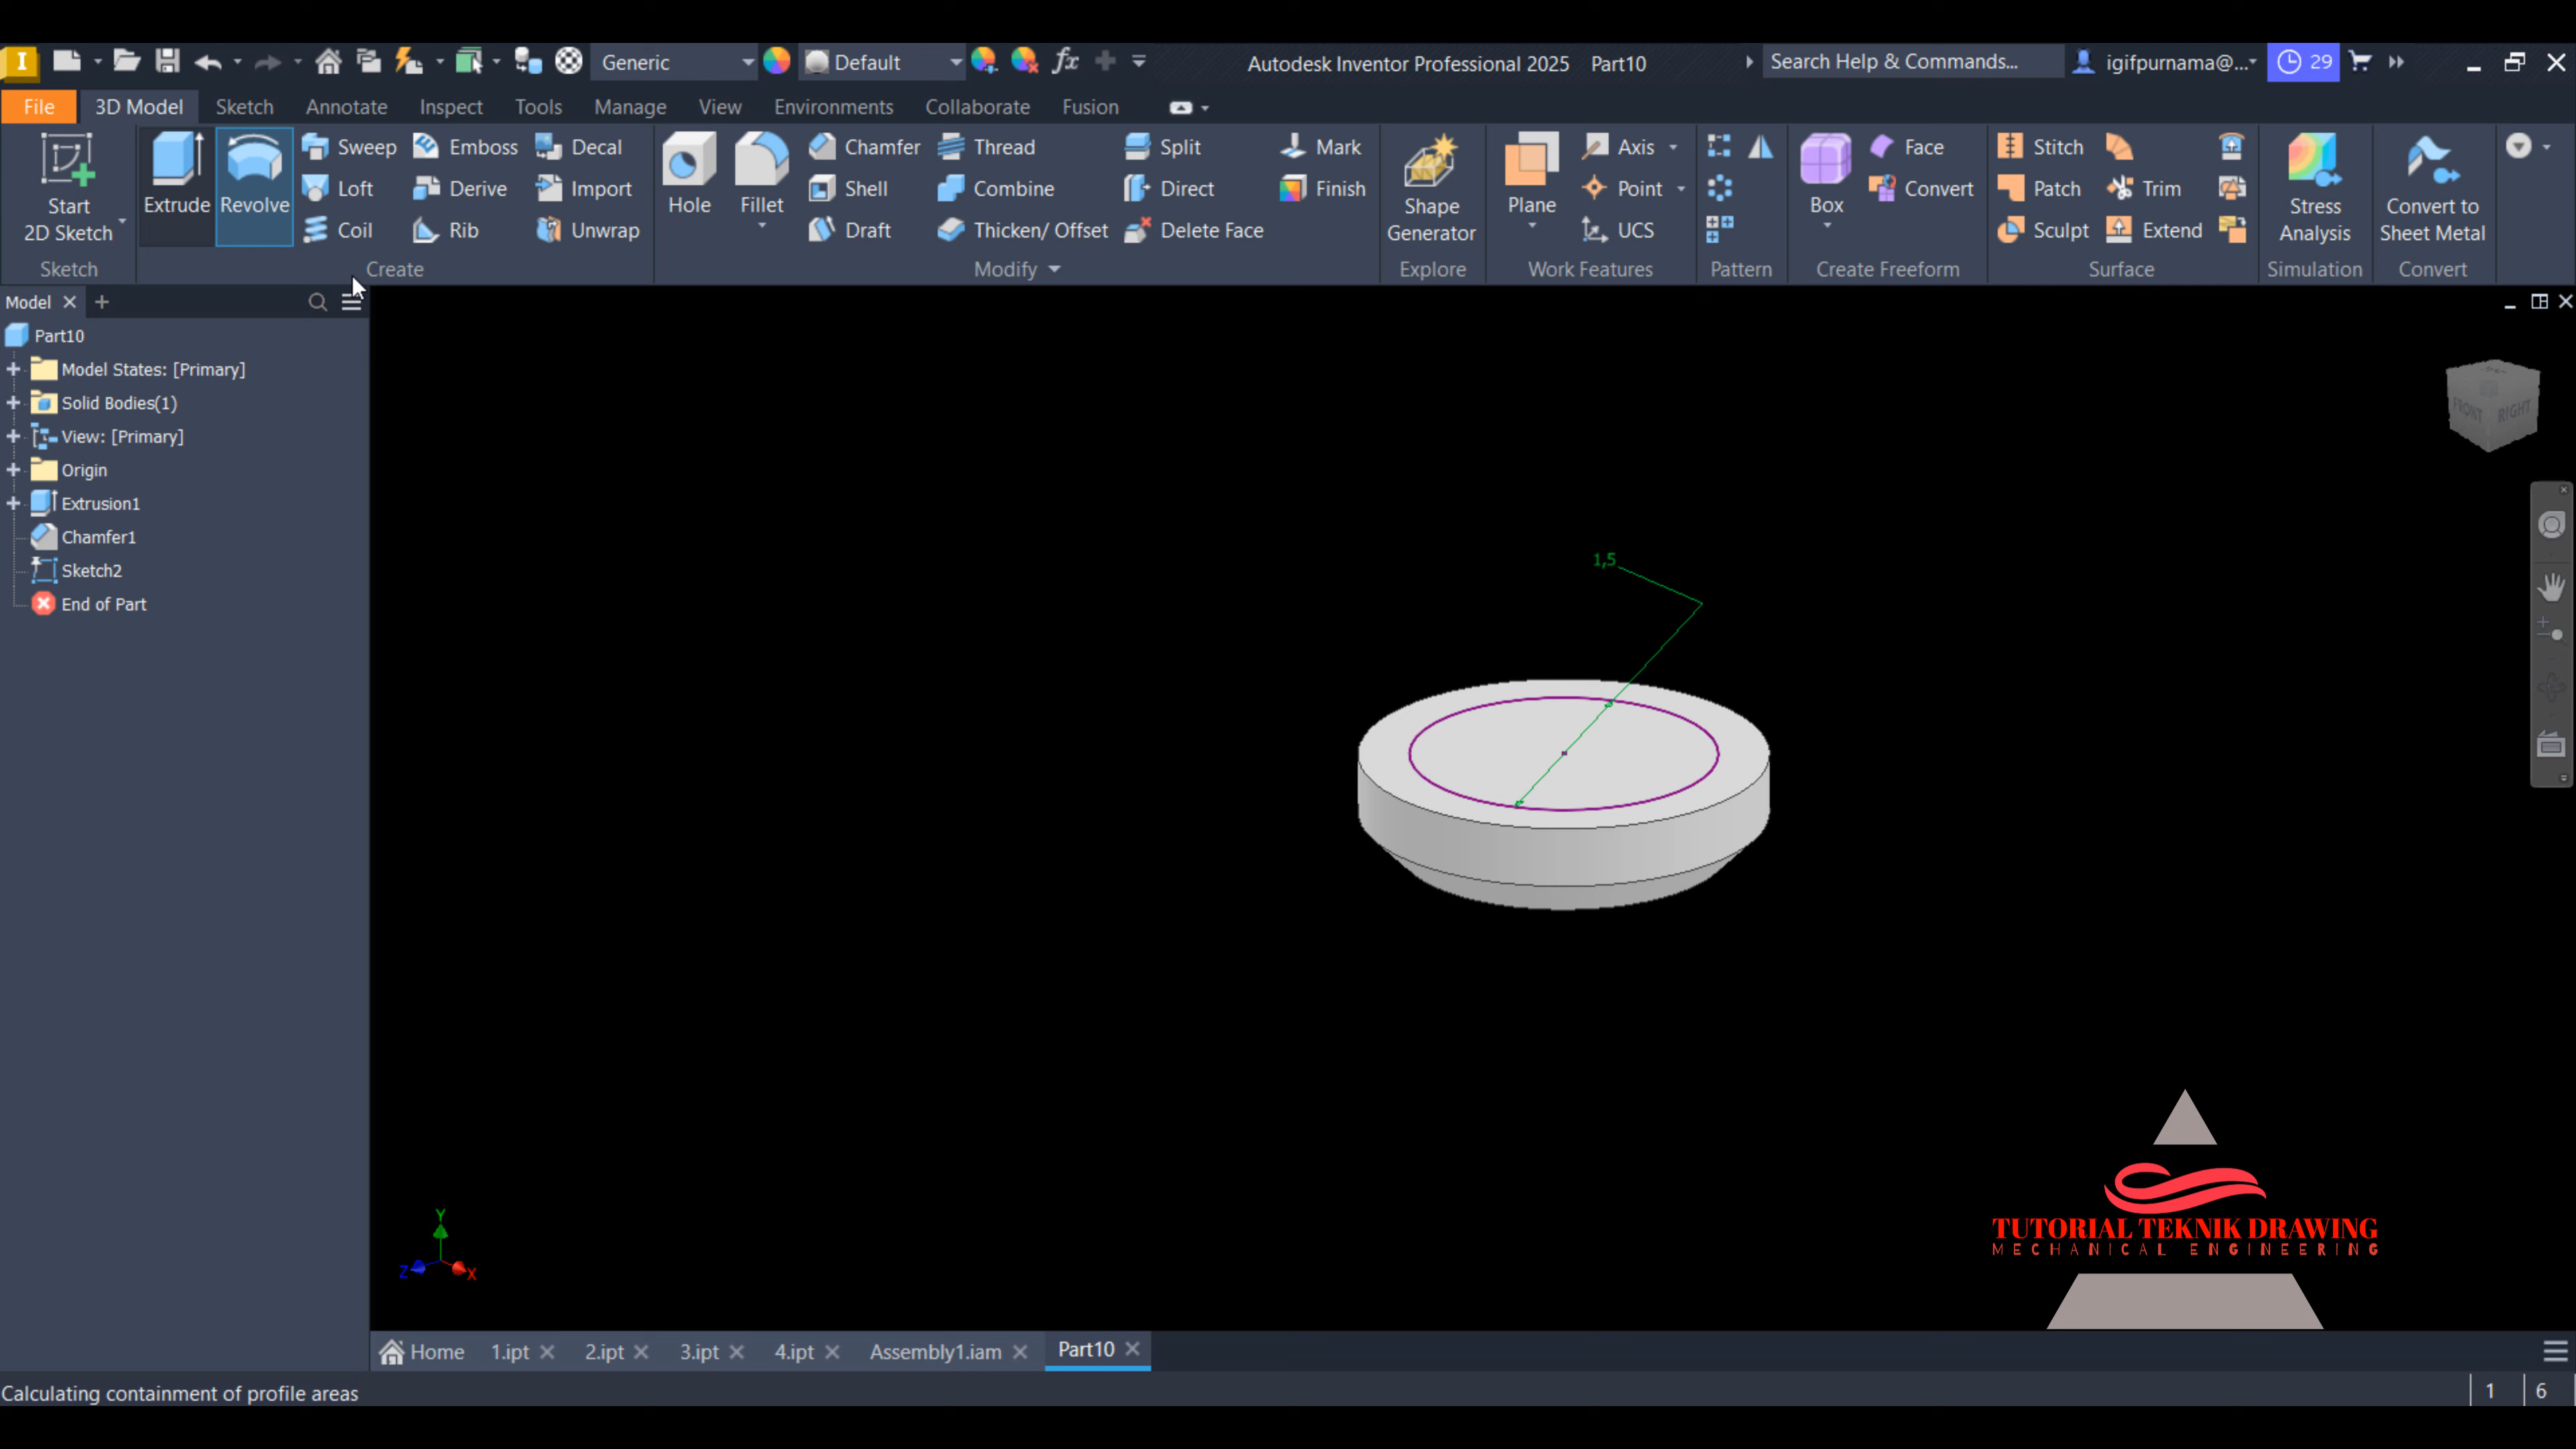 Generic
Default
Autodesk Inventor Professional 2025 Part10
Search Help & Commands...
igifpurnama@...
29
File 3D Model Sketch Annotate Inspect Tools Manage View Environments Collaborate Fusion
Start
2D Sketch
Extrude
Revolve
Sweep
Loft
Coil
Emboss
Derive
Rib
Decal
Import
Unwrap
Hole
Fillet
Chamfer
Shell
Draft
Thread
Combine
Thicken/ Offset
Split
Direct
Delete Face
Mark
Finish
Shape
Generator
Plane
Axis
Point
UCS
Box
Face
Convert
Stitch
Patch
Sculpt
Trim
Extend
Stress
Analysis
Convert to
Sheet Metal
Sketch Create Modify Explore Work Features Pattern Create Freeform Surface Simulation Convert
Model
Part10
Model States: [Primary]
Solid Bodies(1)
View: [Primary]
Origin
Extrusion1
Chamfer1
Sketch2
End of Part
FRONT RIGHT
1,5
Y
Z X
TUTORIAL TEKNIK DRAWING
MECHANICAL ENGINEERING
Home 1.ipt 2.ipt 3.ipt 4.ipt Assembly1.iam Part10
Calculating containment of profile areas
1 6